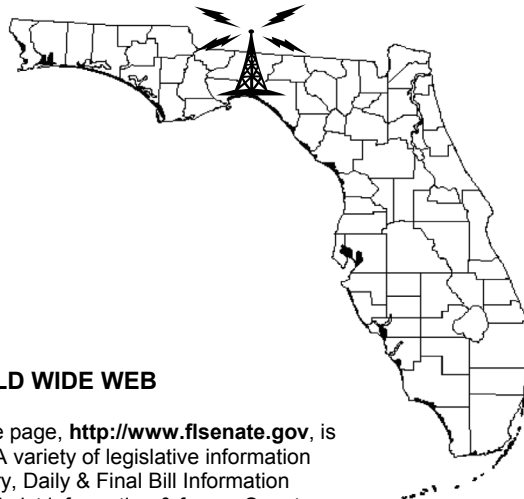 LD WIDE WEB
e page, http://www.flsenate.gov, is
A variety of legislative information
y, Daily & Final Bill Information